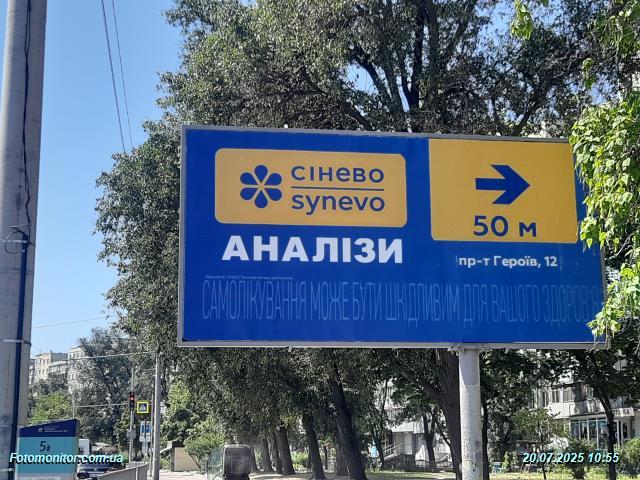 сінево
synevo
АНАЛІЗИ
50 м
пр-т Героїв, 12
САМОЛІКУВАННЯ МОЖЕ БУТИ ШКІДЛИВИМ ДЛЯ ВАШОГО ЗДОРОВ'Я
5а
Fotomonitor.com.ua
20.07.2025 10:55